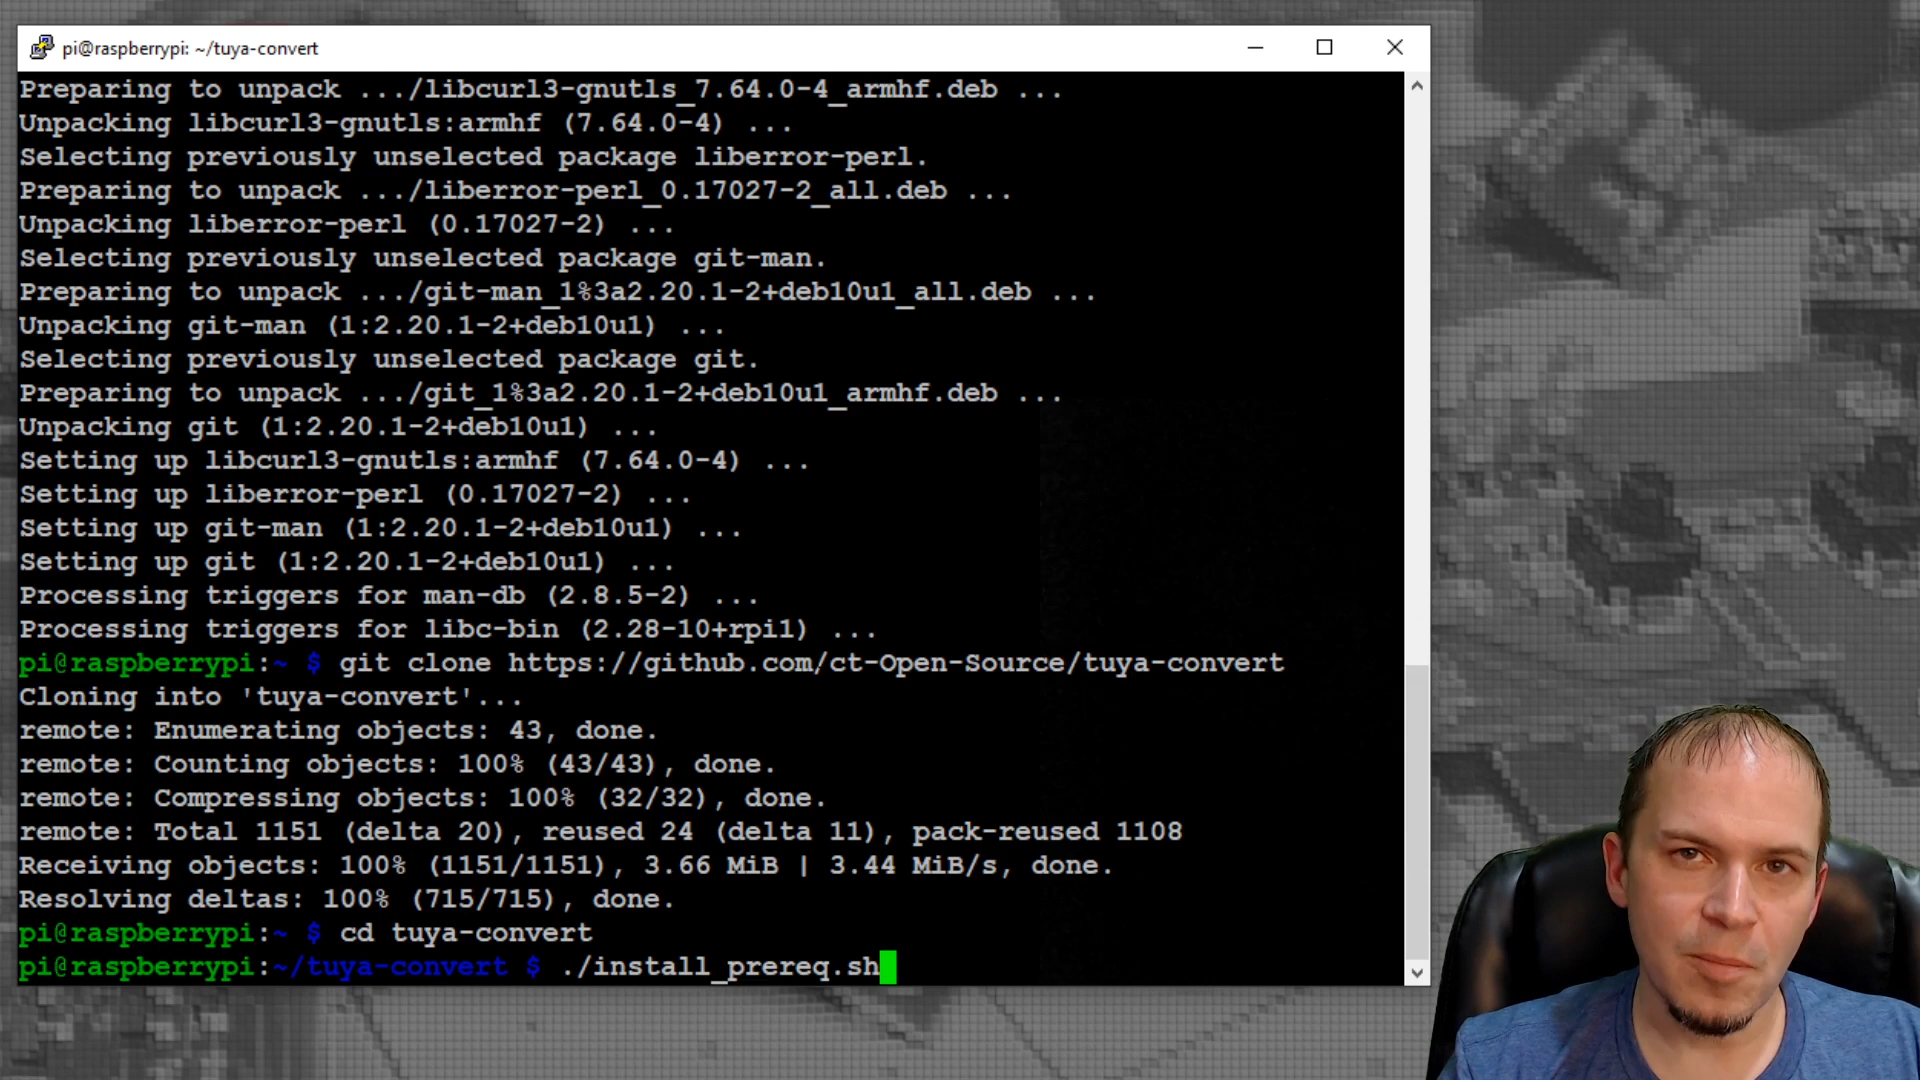 pi@raspberrypi: ~/tuya-convert
Preparing to unpack .../libcurl3-gnutls_7.64.0-4_armhf.deb ...
Unpacking libcurl3-gnutls:armhf (7.64.0-4) ...
Selecting previously unselected package liberror-perl.
Preparing to unpack .../liberror-perl_0.17027-2_all.deb ...
Unpacking liberror-perl (0.17027-2) ...
Selecting previously unselected package git-man.
Preparing to unpack .../git-man_1%3a2.20.1-2+deb10u1_all.deb ...
Unpacking git-man (1:2.20.1-2+deb10u1) ...
Selecting previously unselected package git.
Preparing to unpack .../git_1%3a2.20.1-2+deb10u1_armhf.deb ...
Unpacking git (1:2.20.1-2+deb10u1) ...
Setting up libcurl3-gnutls:armhf (7.64.0-4) ...
Setting up liberror-perl (0.17027-2) ...
Setting up git-man (1:2.20.1-2+deb10u1) ...
Setting up git (1:2.20.1-2+deb10u1) ...
Processing triggers for man-db (2.8.5-2) ...
Processing triggers for libc-bin (2.28-10+rpi1) ...
pi@raspberrypi:~ $ git clone https://github.com/ct-Open-Source/tuya-convert
Cloning into 'tuya-convert'...
remote: Enumerating objects: 43, done.
remote: Counting objects: 100% (43/43), done.
remote: Compressing objects: 100% (32/32), done.
remote: Total 1151 (delta 20), reused 24 (delta 11), pack-reused 1108
Receiving objects: 100% (1151/1151), 3.66 MiB | 3.44 MiB/s, done.
Resolving deltas: 100% (715/715), done.
pi@raspberrypi:~ $ cd tuya-convert
pi@raspberrypi:~/tuya-convert $ ./install_prereq.sh